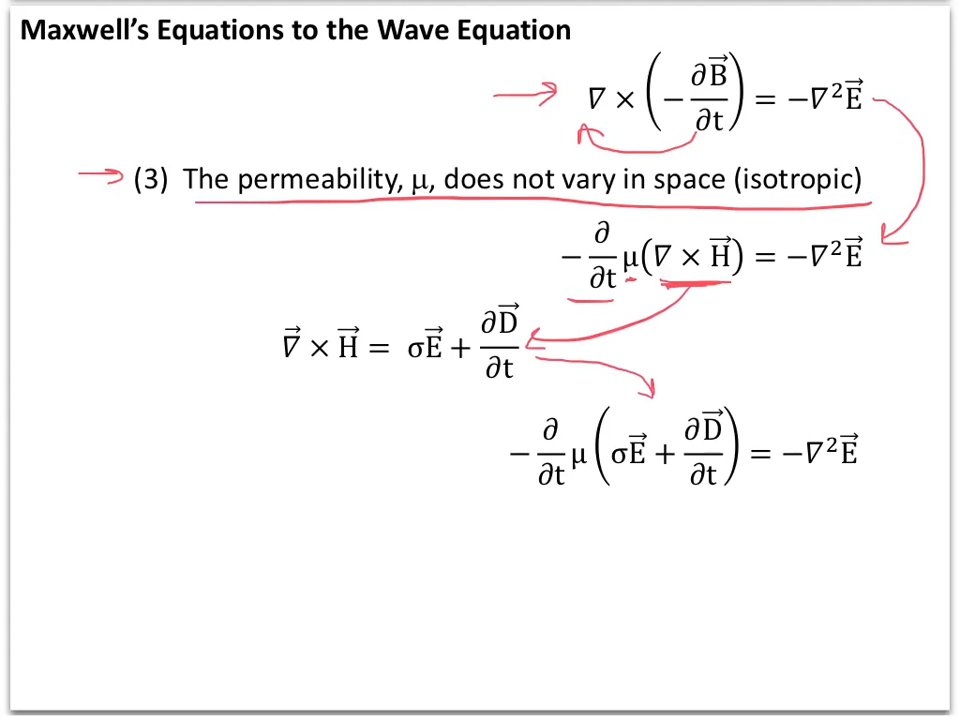 Maxwell's Equations to the Wave Equation
∇ × (−∂B⃗/∂t) = −∇²E⃗
(3) The permeability, μ, does not vary in space (isotropic)
−∂/∂t μ(∇ × H⃗) = −∇²E⃗
∇⃗ × H⃗ = σE⃗ + ∂D⃗/∂t
−∂/∂t μ(σE⃗ + ∂D⃗/∂t) = −∇²E⃗